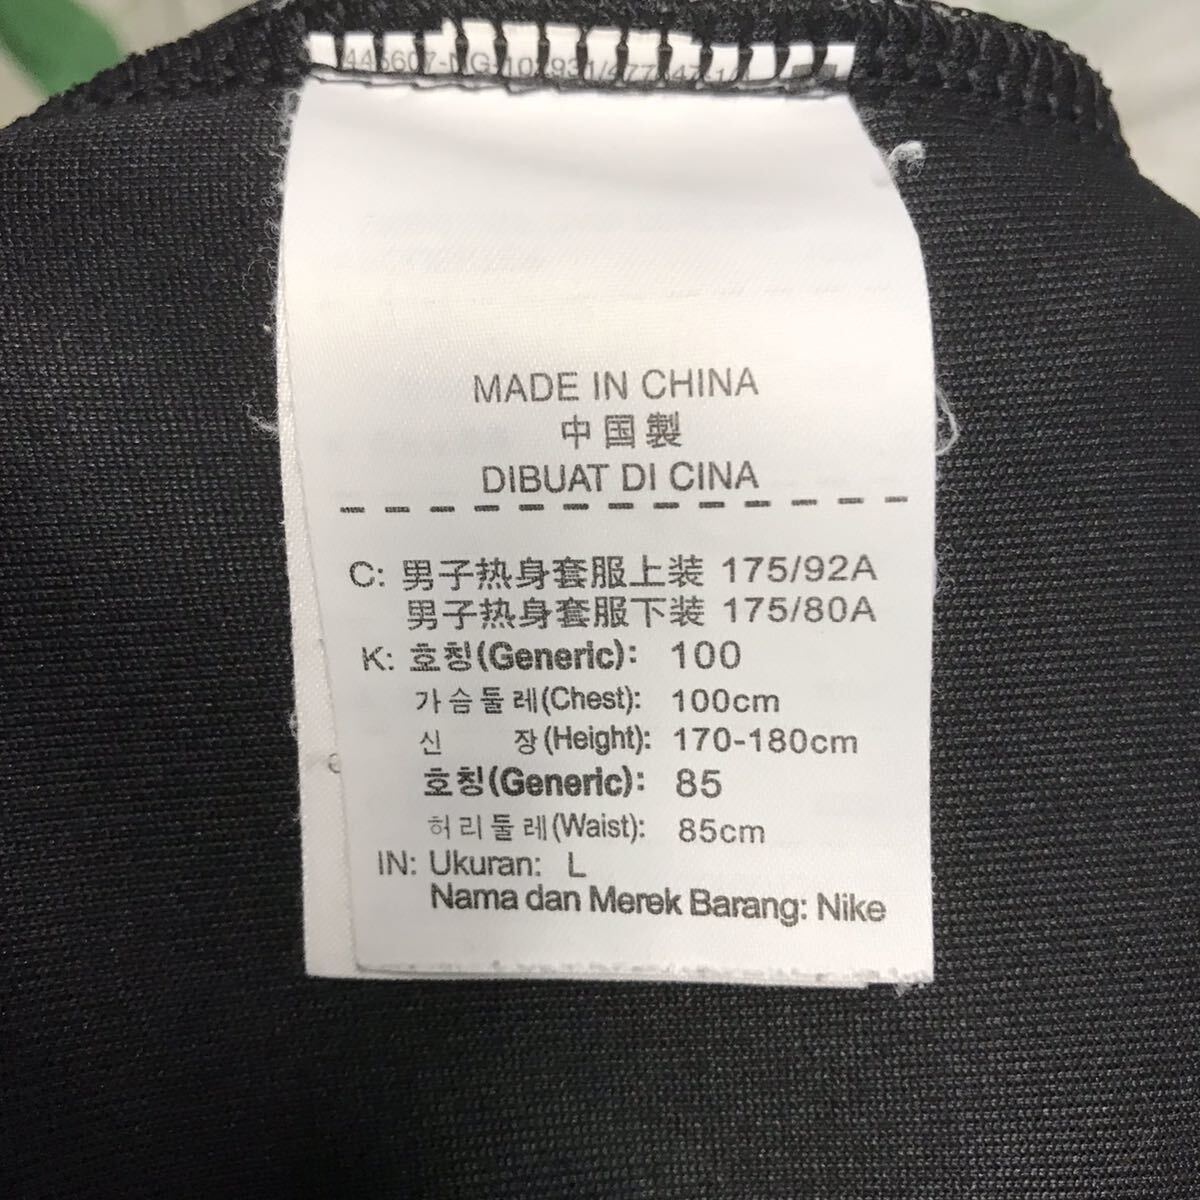 MADE IN CHINA
中国製
DIBUAT DI CINA
C: 男子热身套服上装 175/92A
男子热身套服下装 175/80A
K: 호칭(Generic): 100
가슴둘레(Chest): 100cm
신 장(Height): 170-180cm
호칭(Generic): 85
허리둘레(Waist): 85cm
IN: Ukuran: L
Nama dan Merek Barang: Nike